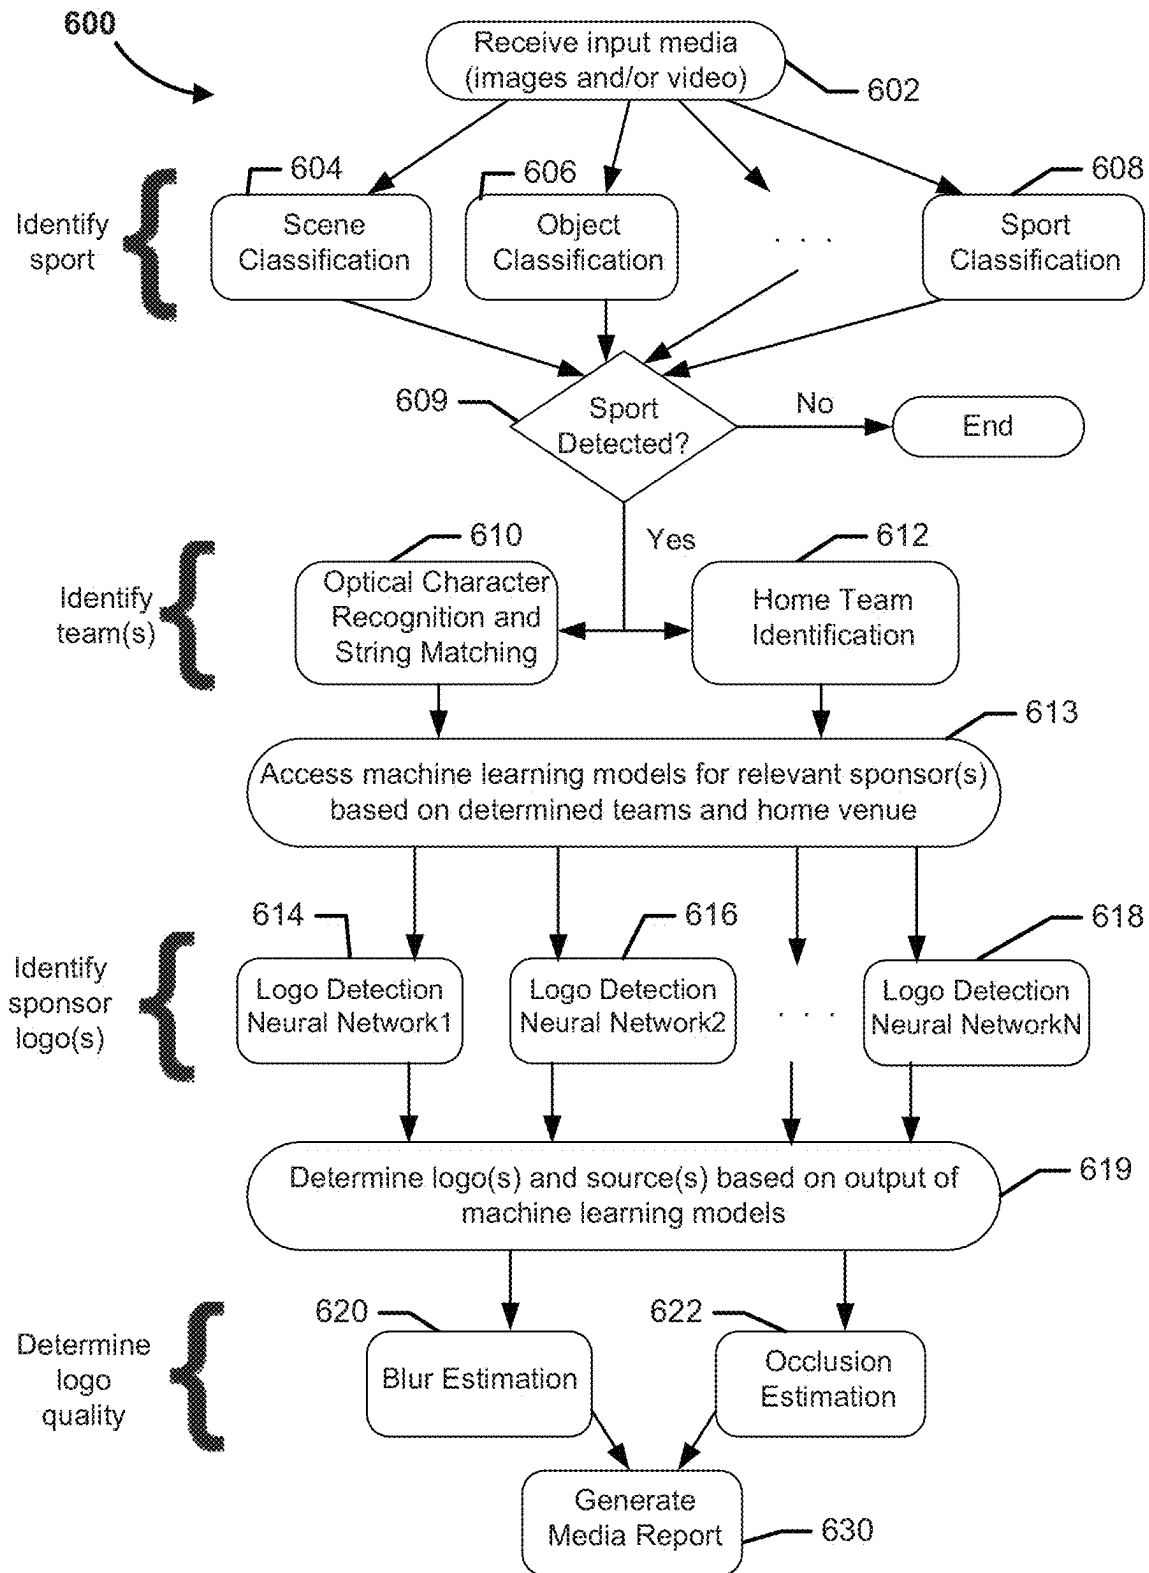 600
Receive input media
(images and/or video)
602
604
606
608
Identify
sport
Scene
Classification
Object
Classification
. . .
Sport
Classification
609
Sport
Detected?
No
End
Yes
610
612
Identify
team(s)
Optical Character
Recognition and
String Matching
Home Team
Identification
613
Access machine learning models for relevant sponsor(s)
based on determined teams and home venue
614
616
618
Identify
sponsor
logo(s)
Logo Detection
Neural Network1
Logo Detection
Neural Network2
. . . .
Logo Detection
Neural NetworkN
Determine logo(s) and source(s) based on output of
machine learning models
619
620
622
Determine
logo
quality
Blur Estimation
Occlusion
Estimation
Generate
Media Report
630